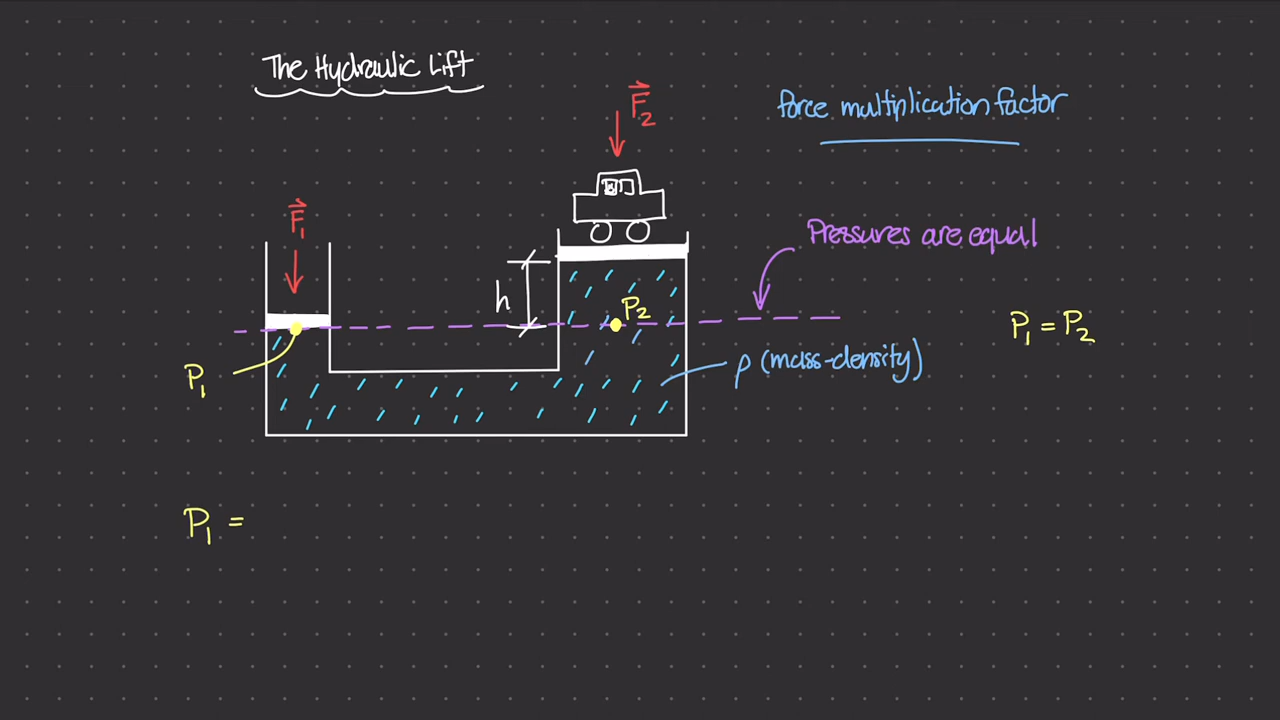 The Hydraulic Lift
F₂
force multiplication factor
F₁
Pressures are equal
h
P₂
P₁ = P₂
P₁
ρ (mass-density)
P₁ =